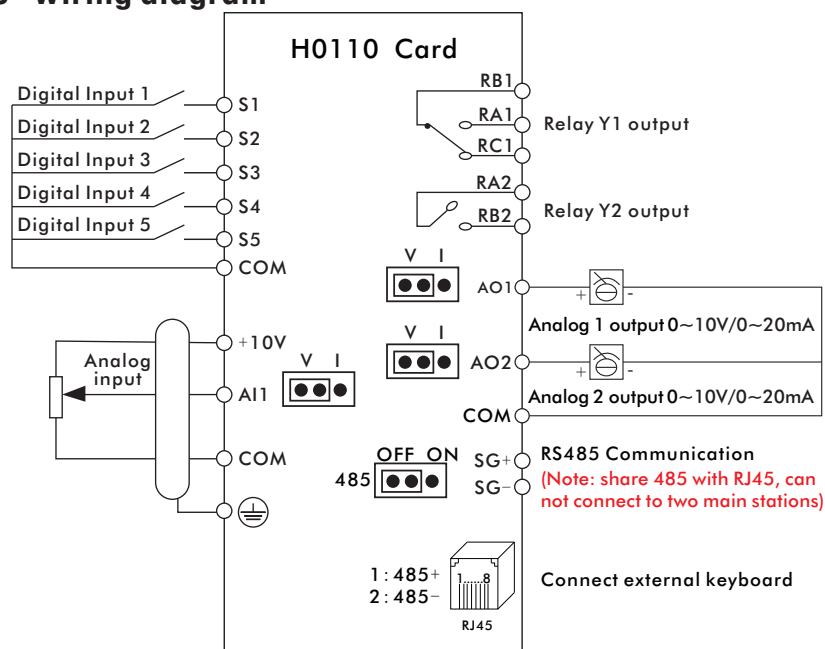 Wiring diagram
H0110 Card
Digital Input 1
S1
Digital Input 2
S2
Digital Input 3
S3
Digital Input 4
S4
Digital Input 5
S5
COM
RB1
RA1
RC1
Relay Y1 output
RA2
RB2
Relay Y2 output
V I
AO1
+ -
Analog 1 output 0~10V/0~20mA
V I
AO2
+ -
Analog 2 output 0~10V/0~20mA
COM
+10V
Analog
input
AI1
V I
COM
OFF ON
485
SG+
SG-
RS485 Communication
(Note: share 485 with RJ45, can
not connect to two main stations)
1:485+
2:485-
1.....8
RJ45
Connect external keyboard